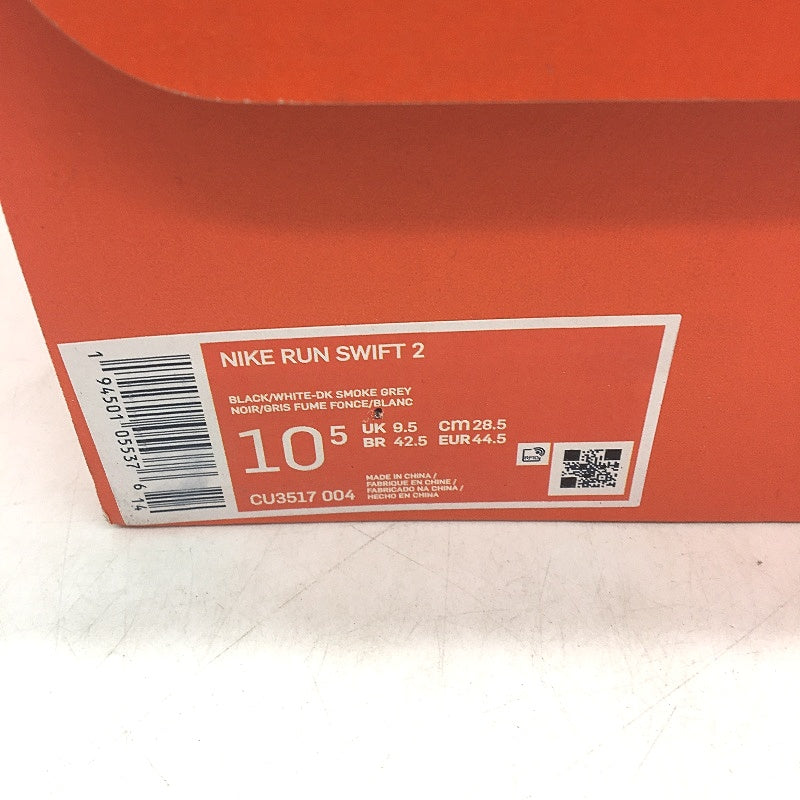 NIKE RUN SWIFT 2
BLACK/WHITE-DK SMOKE GREY
NOIR/GRIS FUME FONCE/BLANC
10 5
UK 9.5 CM 28.5
BR 42.5 EUR 44.5
CU3517 004
MADE IN CHINA /
FABRIQUE EN CHINE /
FABRICADO NA CHINA /
HECHO EN CHINA
RFID
1 94501 05537 6 14